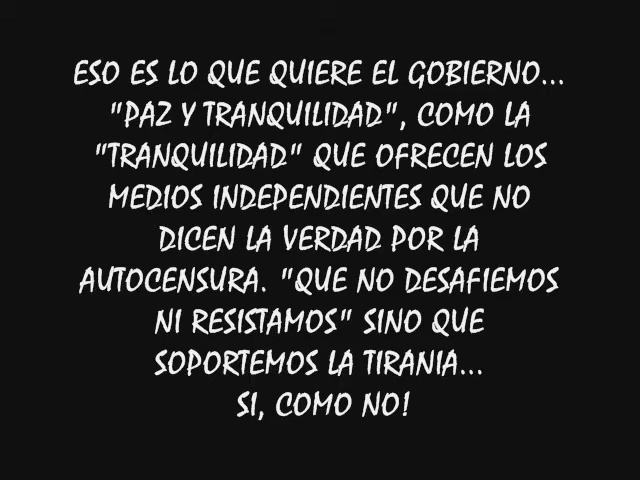 ESO ES LO QUE QUIERE EL GOBIERNO...
"PAZ Y TRANQUILIDAD", COMO LA
"TRANQUILIDAD" QUE OFRECEN LOS
MEDIOS INDEPENDIENTES QUE NO
DICEN LA VERDAD POR LA
AUTOCENSURA. "QUE NO DESAFIEMOS
NI RESISTAMOS" SINO QUE
SOPORTEMOS LA TIRANIA...
SI, COMO NO!